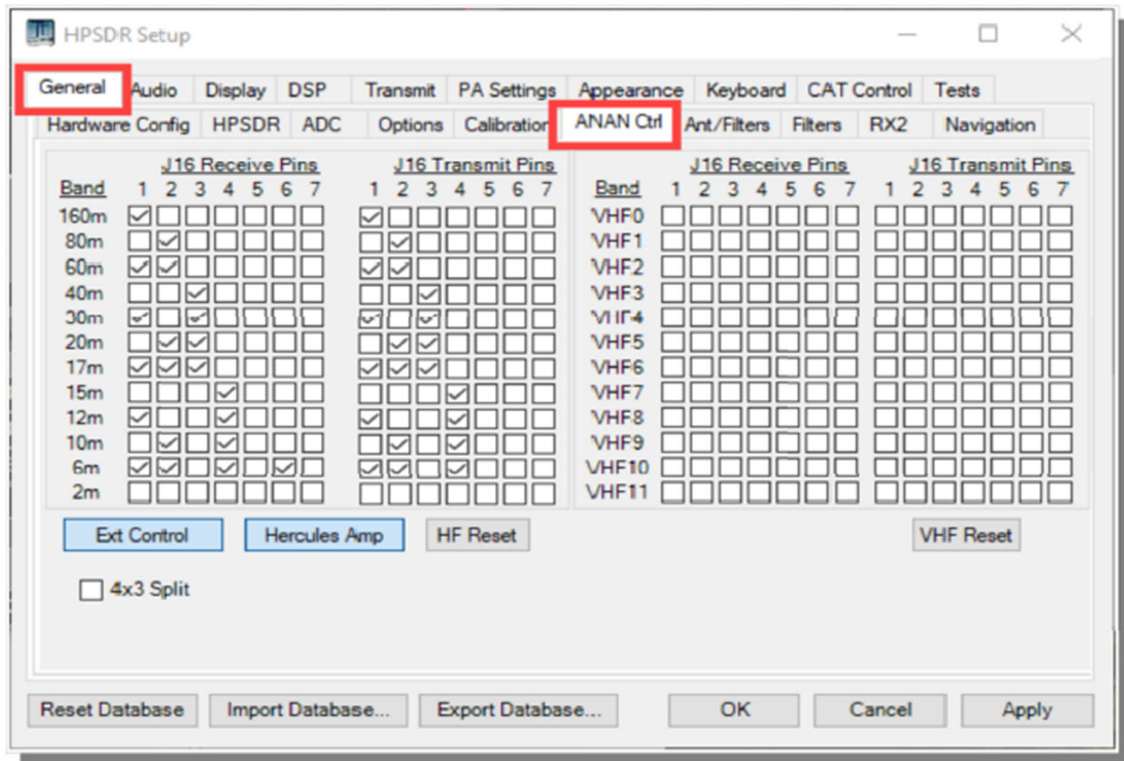 HPSDR Setup
General Audio Display DSP Transmit PA Settings Appearance Keyboard CAT Control Tests
Hardware Config HPSDR ADC Options Calibration ANAN Ctrl Ant/Filters Filters RX2 Navigation
J16 Receive Pins J16 Transmit Pins J16 Receive Pins J16 Transmit Pins
Band 1 2 3 4 5 6 7 1 2 3 4 5 6 7 Band 1 2 3 4 5 6 7 1 2 3 4 5 6 7
160m VHF0
80m VHF1
60m VHF2
40m VHF3
30m VHF4
20m VHF5
17m VHF6
15m VHF7
12m VHF8
10m VHF9
6m VHF10
2m VHF11
Ext Control Hercules Amp HF Reset VHF Reset
4x3 Split
Reset Database Import Database... Export Database... OK Cancel Apply